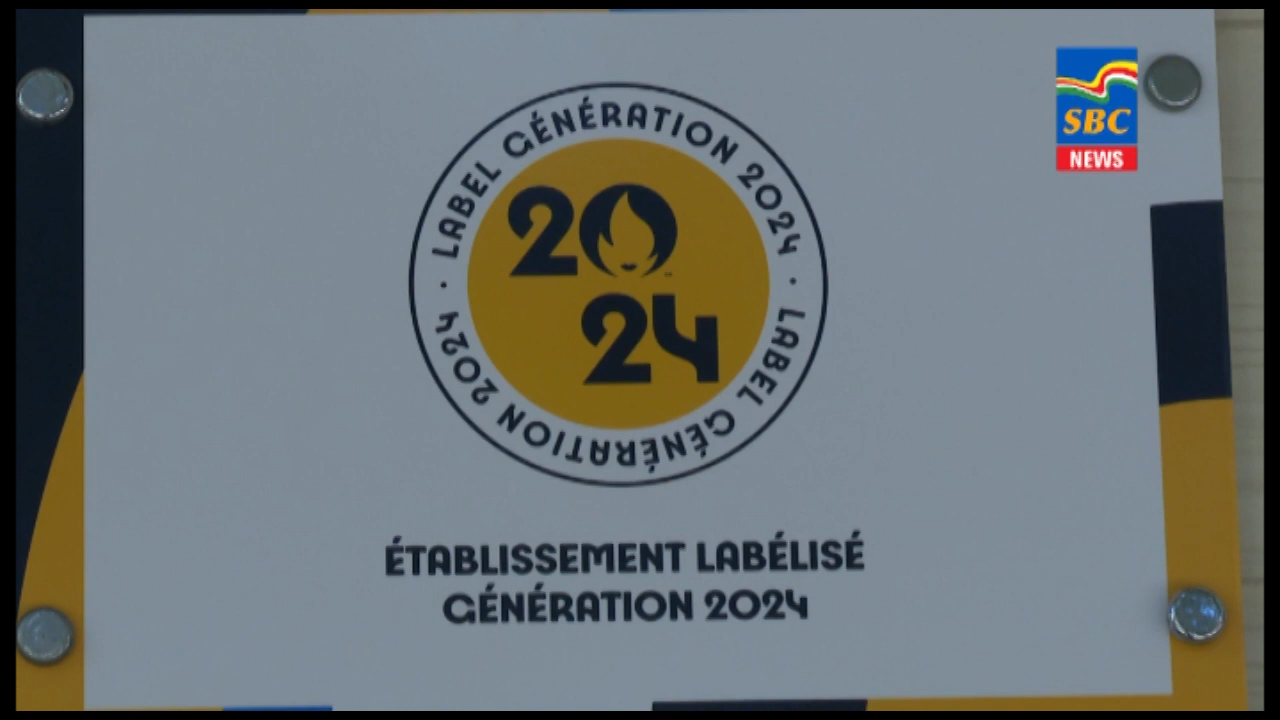 LABEL GÉNÉRATION 2024 · LABEL GÉNÉRATION 2024 ·
20
24
SBC
NEWS
ÉTABLISSEMENT LABÉLISÉ
GÉNÉRATION 2024